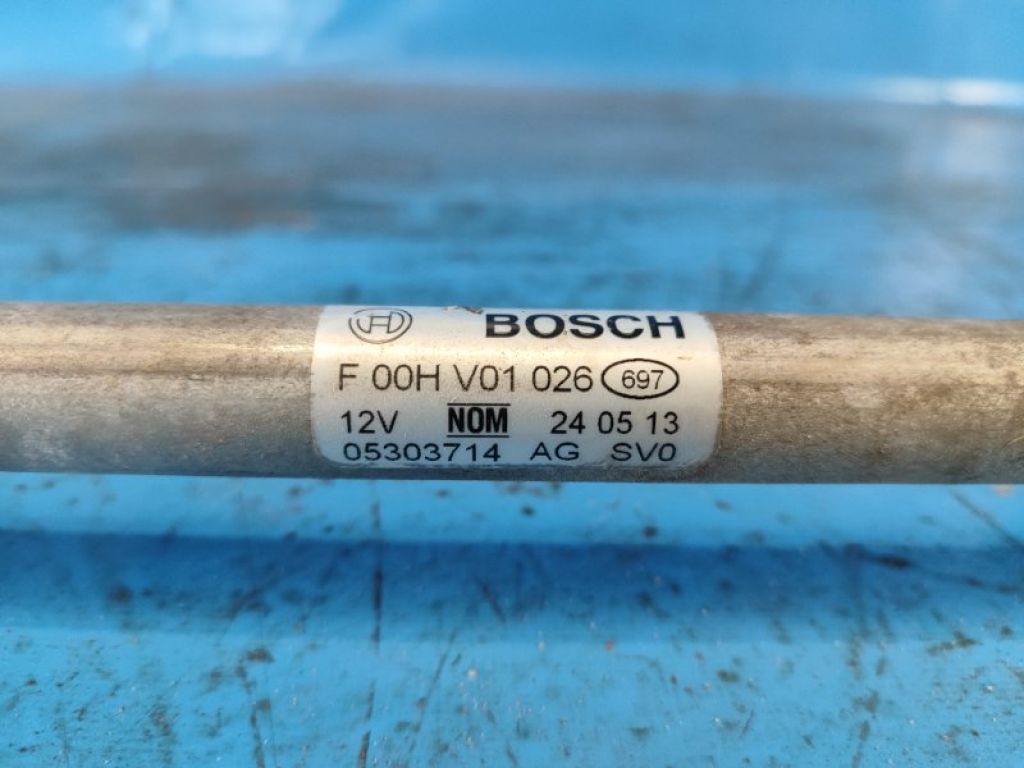 BOSCH
F 00H V01 026 697
12V NOM 24 05 13
05303714 AG SV0